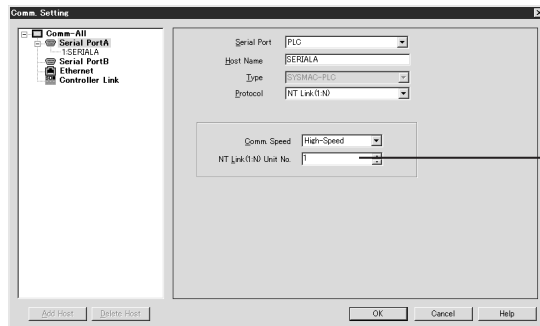 Comm. Setting
Comm-All
Serial PortA
1:SERIALA
Serial PortB
Ethernet
Controller Link
Serial Port PLC
Host Name SERIALA
Type SYSMAC-PLC
Protocol NT Link(1:N)
Comm. Speed High-Speed
NT Link(1:N) Unit No. 1
Add Host Delete Host OK Cancel Help